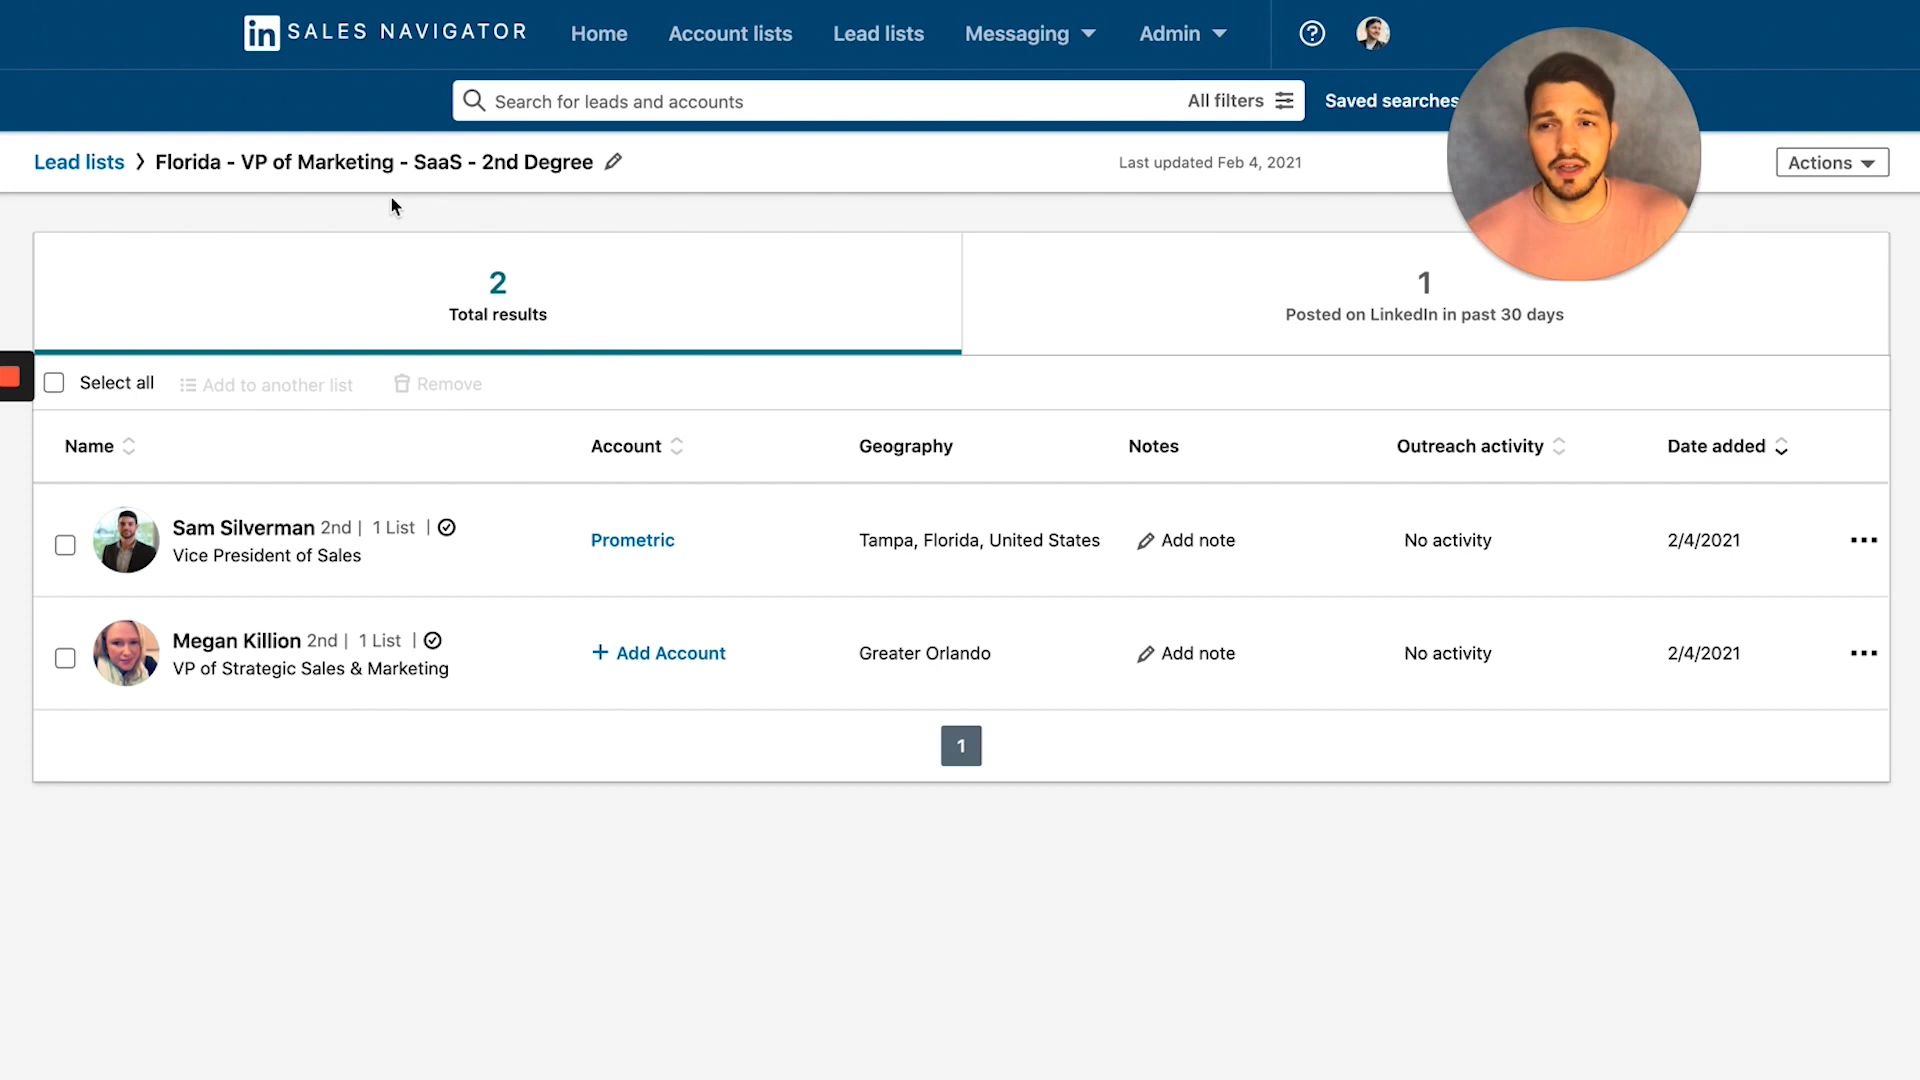 in SALES NAVIGATOR Home Account lists Lead lists Messaging Admin ?
Search for leads and accounts All filters Saved searches
Lead lists > Florida - VP of Marketing - SaaS - 2nd Degree Last updated Feb 4, 2021 Actions
2 1
Total results Posted on LinkedIn in past 30 days
Select all Add to another list Remove
Name Account Geography Notes Outreach activity Date added
Sam Silverman 2nd | 1 List |
Vice President of Sales
Prometric Tampa, Florida, United States Add note No activity 2/4/2021 ...
Megan Killion 2nd | 1 List |
VP of Strategic Sales & Marketing
+ Add Account Greater Orlando Add note No activity 2/4/2021 ...
1